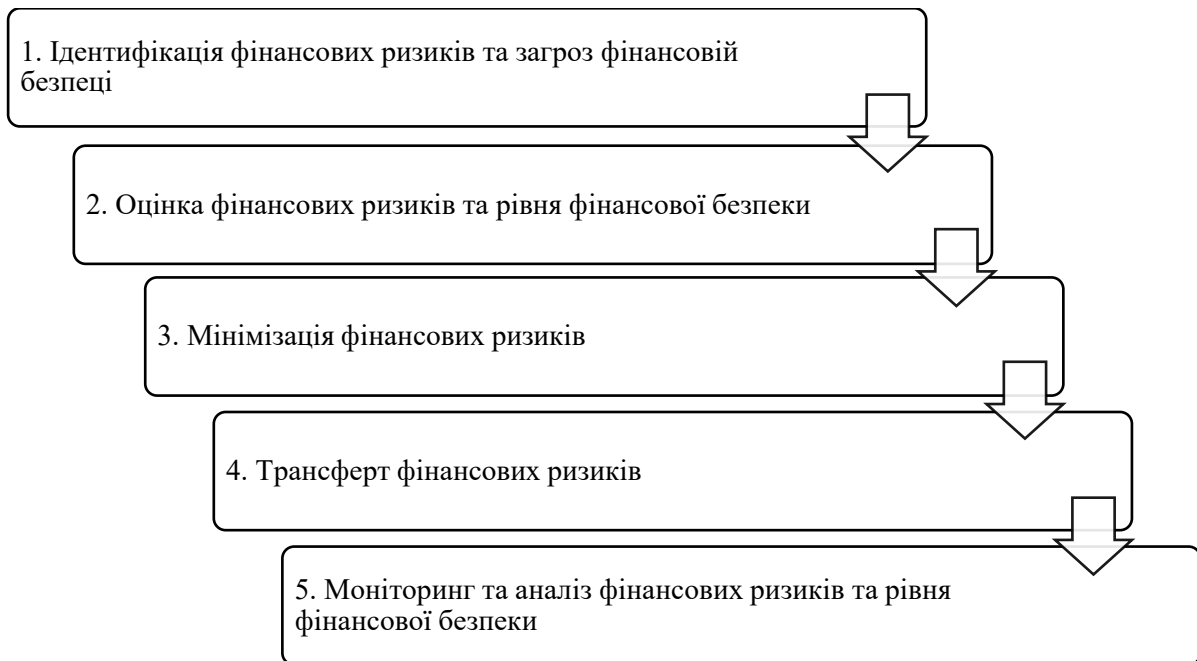 1. Ідентифікація фінансових ризиків та загроз фінансовій
безпеці
2. Оцінка фінансових ризиків та рівня фінансової безпеки
3. Мінімізація фінансових ризиків
4. Трансферт фінансових ризиків
5. Моніторинг та аналіз фінансових ризиків та рівня
фінансової безпеки